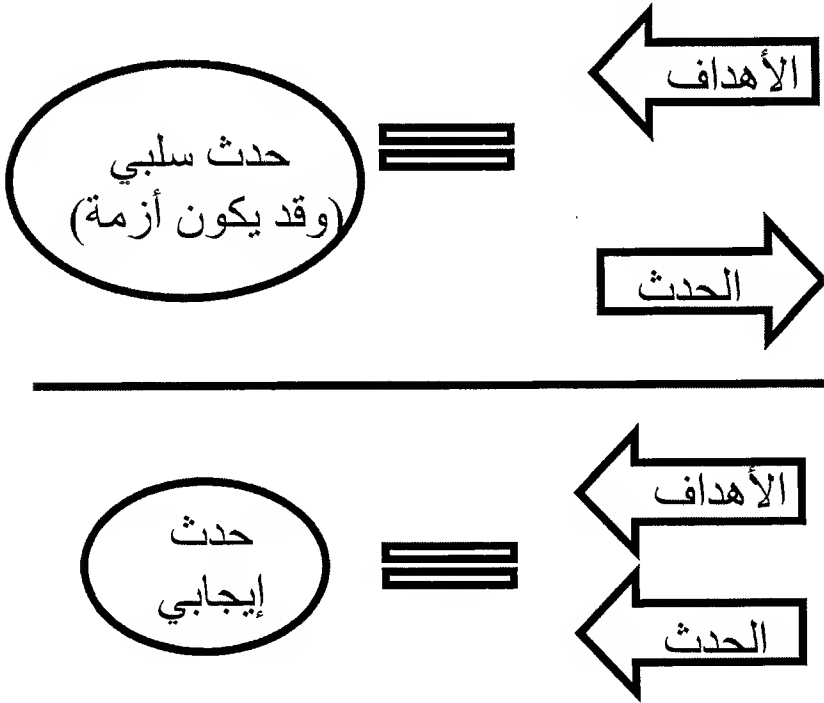 الأهداف
حدث سلبي
(وقد يكون أزمة)
الحدث
الأهداف
حدث
إيجابي
الحدث